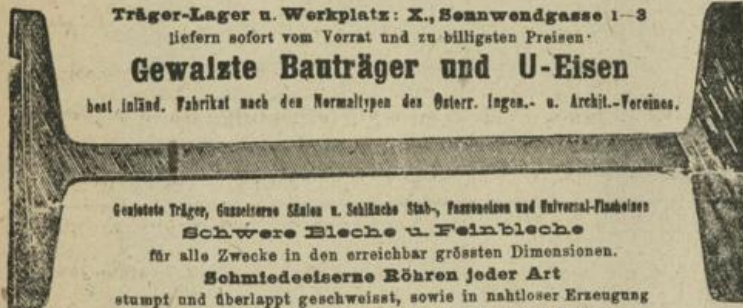 Träger-Lager u. Werkplatz: X., Sonnwendgasse 1–3
liefern sofort vom Vorrat und zu billigsten Preisen·
Gewalzte Bauträger und U-Eisen
best inländ. Fabrikat nach den Normaltypen des Österr. Ingen.- u. Archit.-Vereines.
Genietete Träger, Gusseiserne Säulen u. Schläuche Stab-, Fassoneisen und Universal-Flacheisen
Schwere Bleche u. Feinbleche
für alle Zwecke in den erreichbar grössten Dimensionen.
Schmiedeeiserne Röhren jeder Art
stumpf und überlappt geschweisst, sowie in nahtloser Erzeugung